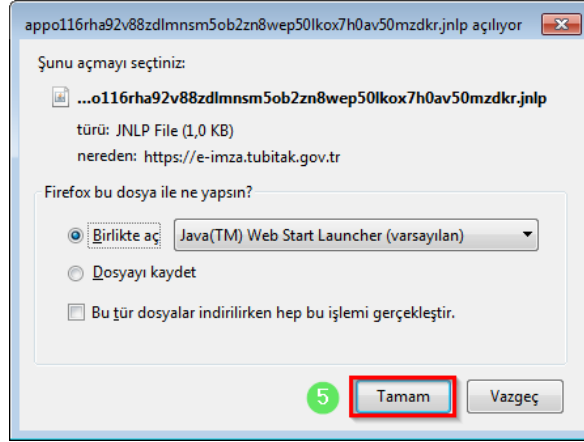 appo116rha92v88zdlmnsm5ob2zn8wep50lkox7h0av50mzdkr.jnlp açılıyor
Şunu açmayı seçtiniz:
...o116rha92v88zdlmnsm5ob2zn8wep50lkox7h0av50mzdkr.jnlp
türü: JNLP File (1,0 KB)
nereden: https://e-imza.tubitak.gov.tr
Firefox bu dosya ile ne yapsın?
Birlikte aç Java(TM) Web Start Launcher (varsayılan)
Dosyayı kaydet
Bu tür dosyalar indirilirken hep bu işlemi gerçekleştir.
5 Tamam Vazgeç